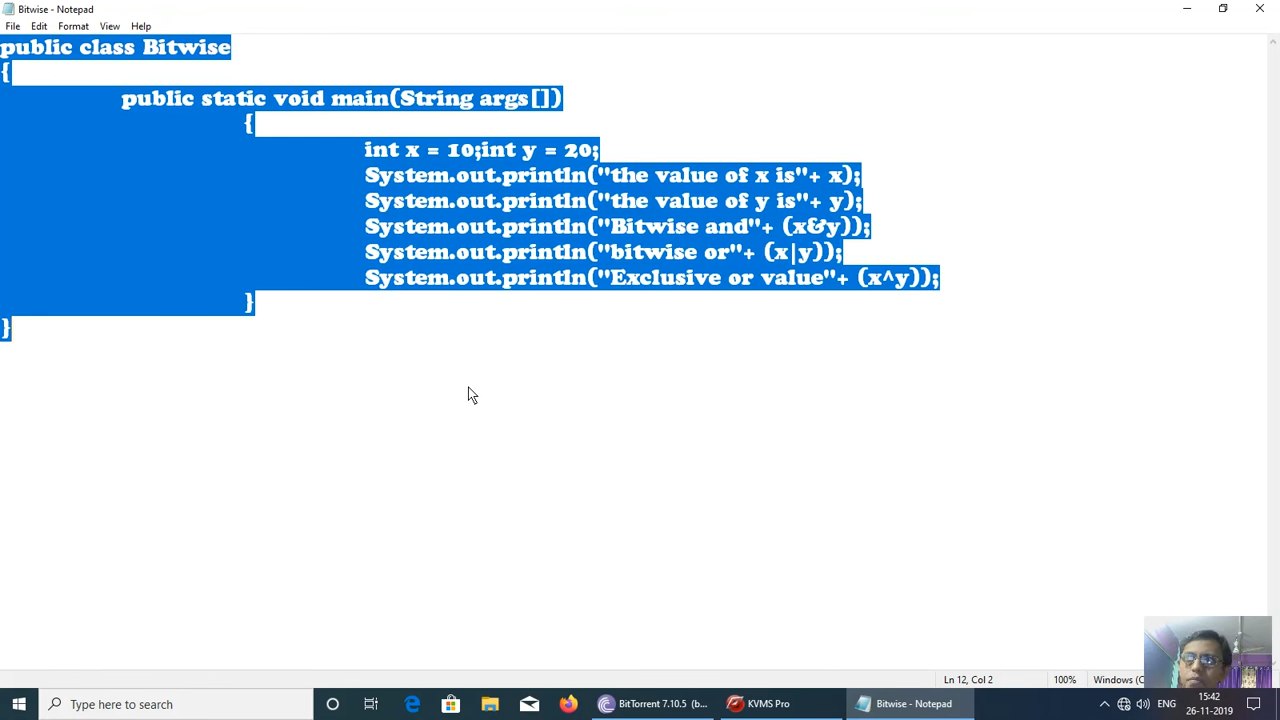 Bitwise - Notepad
File Edit Format View Help
public class Bitwise
{
public static void main(String args[])
{
int x = 10;int y = 20;
System.out.println("the value of x is"+ x);
System.out.println("the value of y is"+ y);
System.out.println("Bitwise and"+ (x&y));
System.out.println("bitwise or"+ (x|y));
System.out.println("Exclusive or value"+ (x^y));
}
}
Ln 12, Col 2 100% Windows (C
Type here to search BitTorrent 7.10.5 (b... KVMS Pro Bitwise - Notepad ENG 15:42
26-11-2019